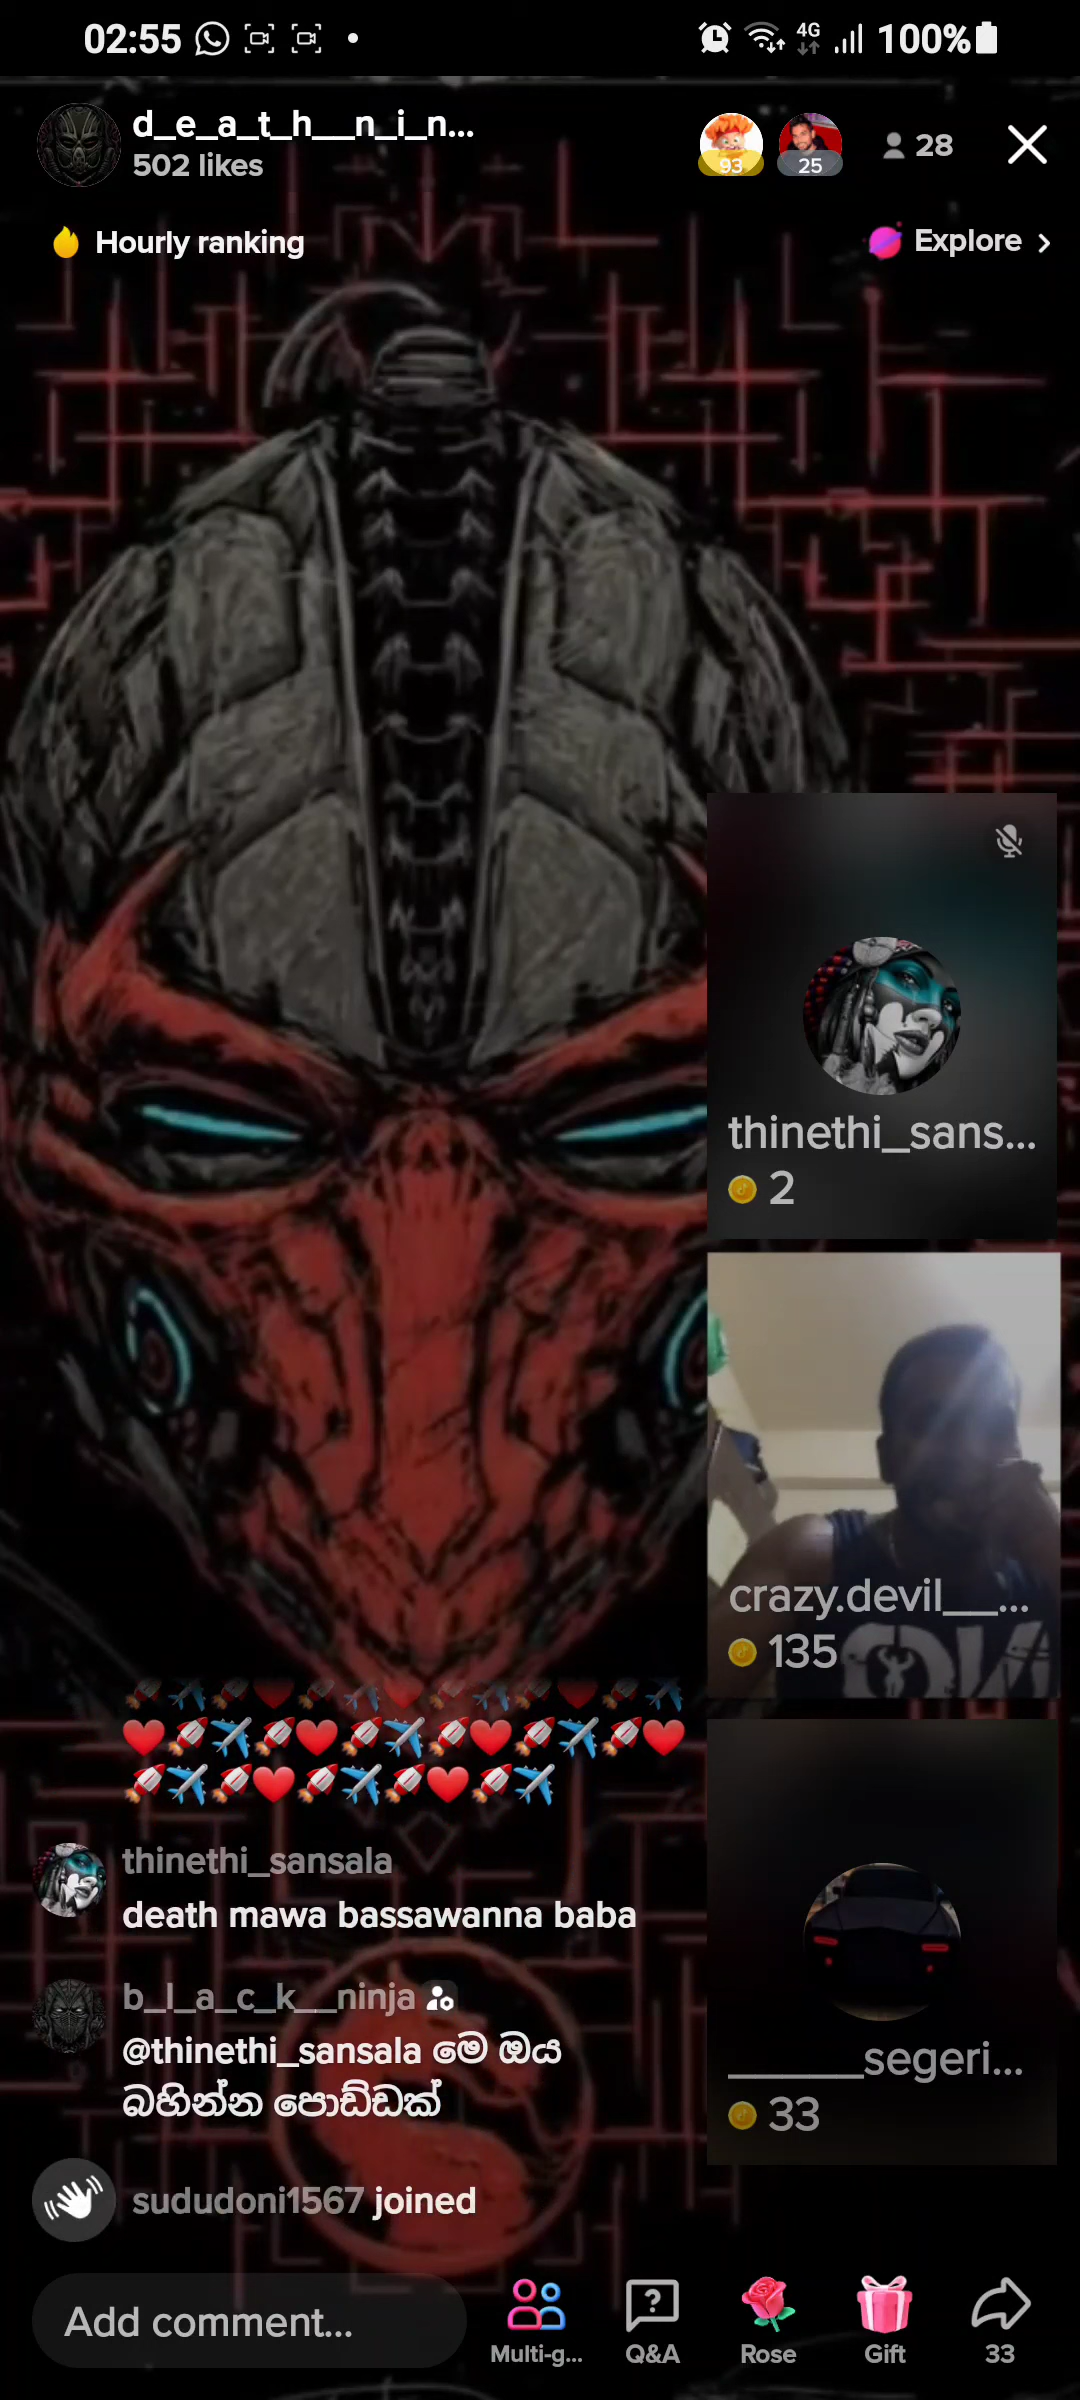 02:55
4G
100%
d_e_a_t_h__n_i_n...
502 likes
93
25
28
Hourly ranking
Explore
thinethi_sans...
2
crazy.devil__...
135
thinethi_sansala
death mawa bassawanna baba
b_l_a_c_k__ninja
@thinethi_sansala මෙ ඔය
බහින්න පොඩ්ඩක්
_____segeri...
33
sududoni1567 joined
Add comment...
Multi-g...
Q&A
Rose
Gift
33